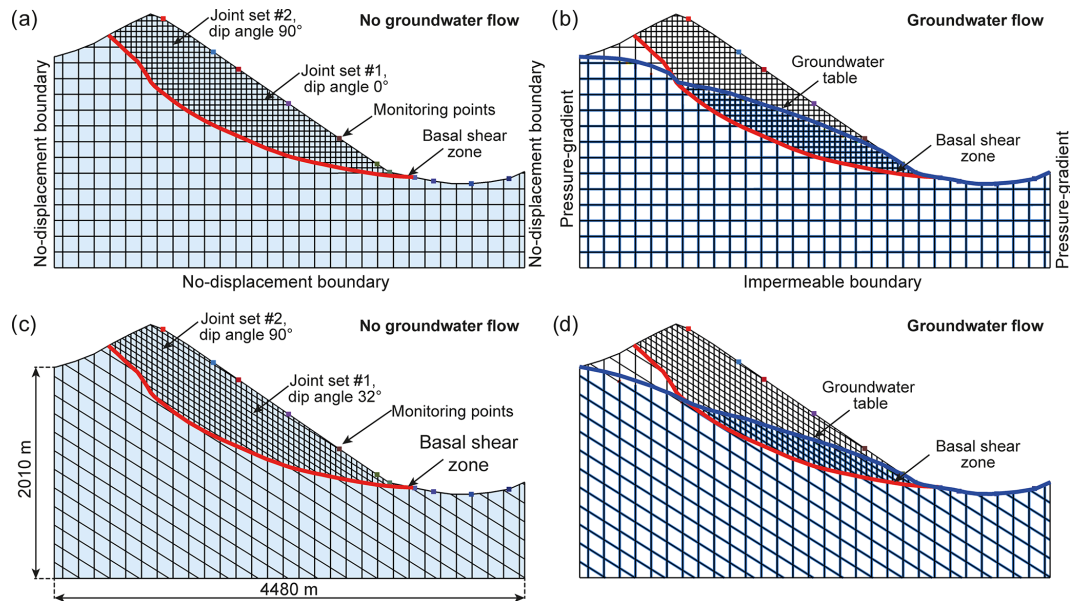 (a)
Joint set #2,
dip angle 90°
No groundwater flow
Joint set #1,
dip angle 0°
Monitoring points
Basal shear
zone
No-displacement boundary
No-displacement boundary
No-displacement boundary
(b)
Groundwater flow
Groundwater
table
Basal shear
zone
Pressure-gradient
Pressure-gradient
Impermeable boundary
(c)
Joint set #2,
dip angle 90°
No groundwater flow
Joint set #1,
dip angle 32°
Monitoring points
Basal shear
zone
2010 m
4480 m
(d)
Groundwater flow
Groundwater
table
Basal shear
zone